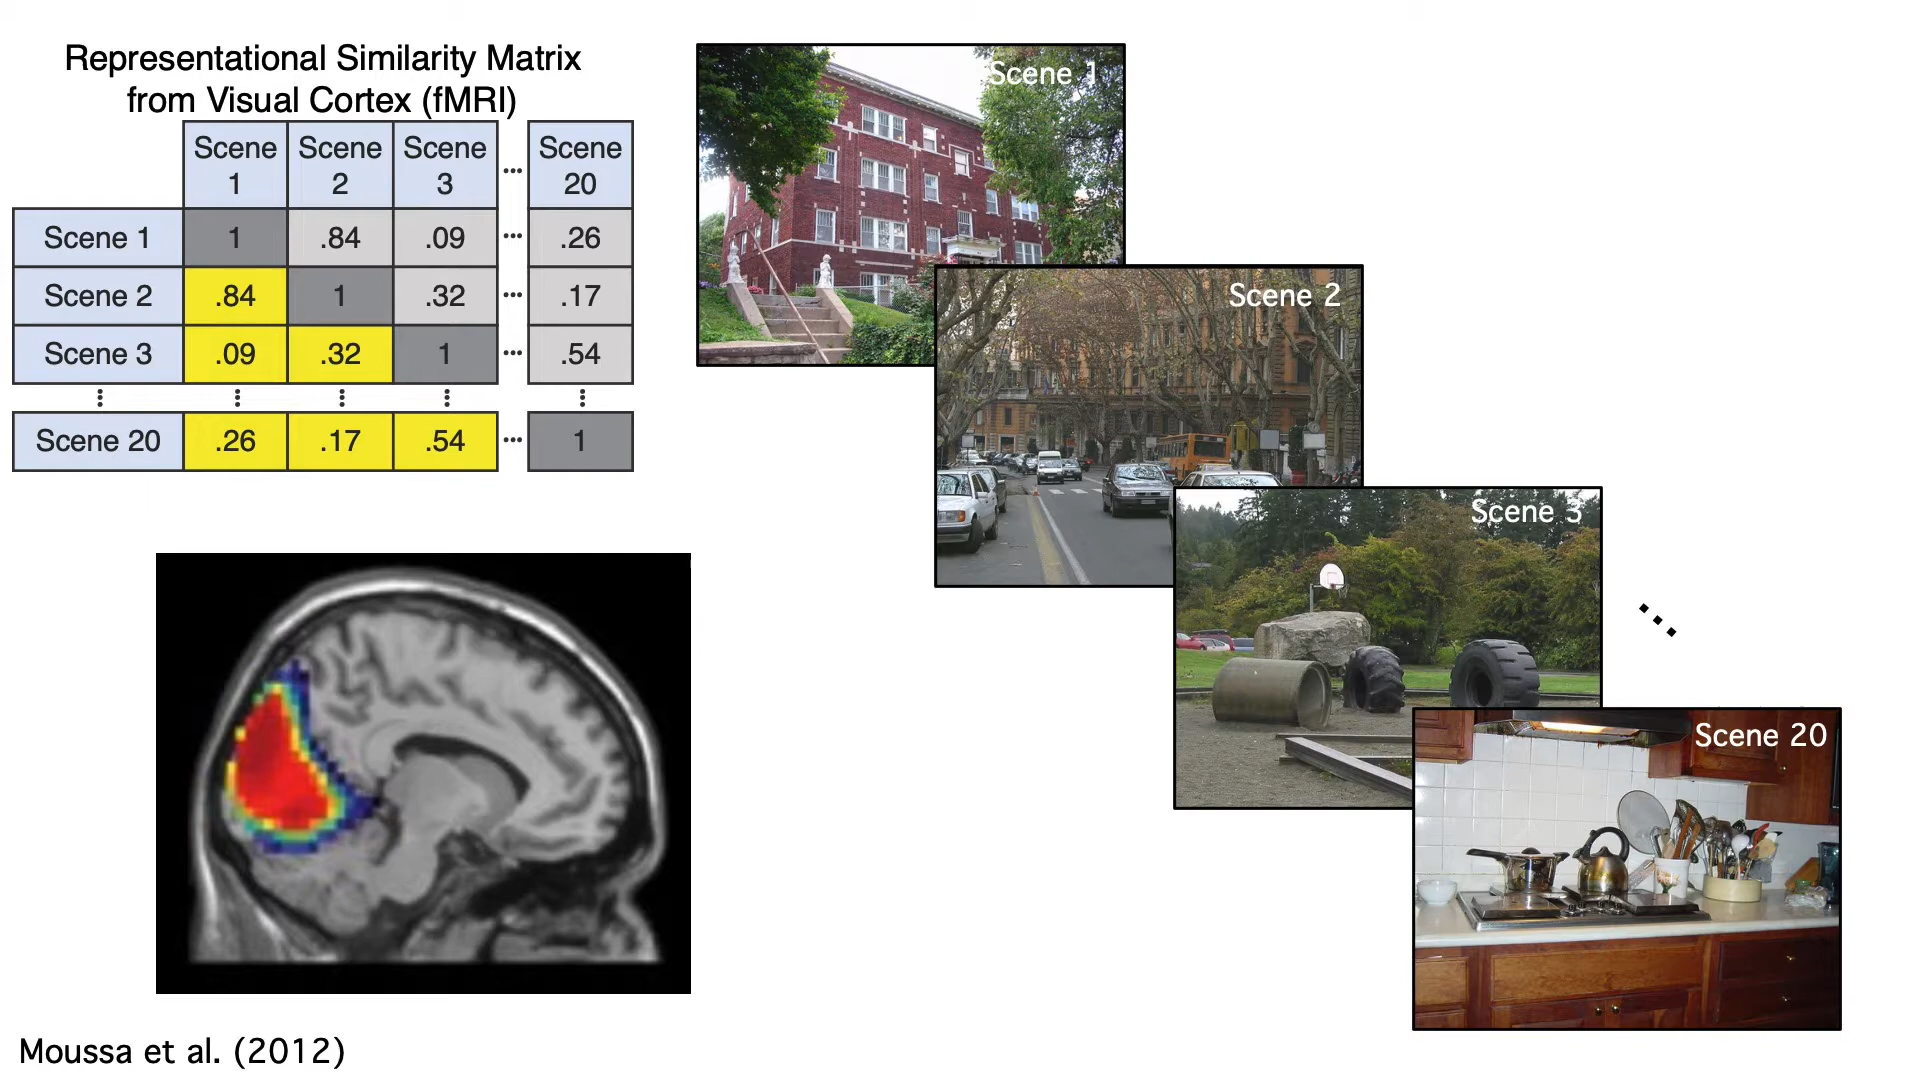 Representational Similarity Matrix
from Visual Cortex (fMRI)
Scene 1 Scene 2 Scene 3 ... Scene 20
Scene 1 1 .84 .09 ... .26
Scene 2 .84 1 .32 ... .17
Scene 3 .09 .32 1 ... .54
Scene 20 .26 .17 .54 ... 1
Scene 1
Scene 2
Scene 3
Scene 20
Moussa et al. (2012)